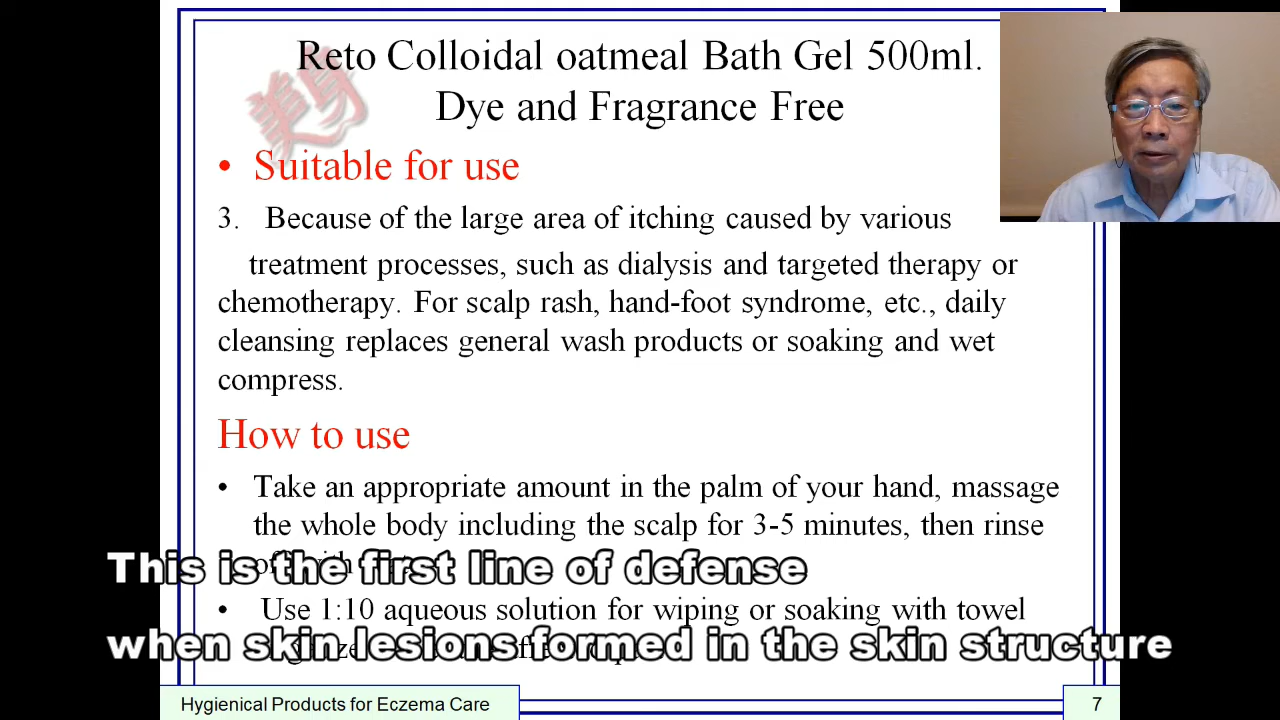 Reto Colloidal oatmeal Bath Gel 500ml.
Dye and Fragrance Free
美身
• Suitable for use
3. Because of the large area of itching caused by various
treatment processes, such as dialysis and targeted therapy or
chemotherapy. For scalp rash, hand-foot syndrome, etc., daily
cleansing replaces general wash products or soaking and wet
compress.
How to use
• Take an appropriate amount in the palm of your hand, massage
the whole body including the scalp for 3-5 minutes, then rinse
This is the first line of defense
• Use 1:10 aqueous solution for wiping or soaking with towel
when skin lesions formed in the skin structure
Hygienical Products for Eczema Care
7